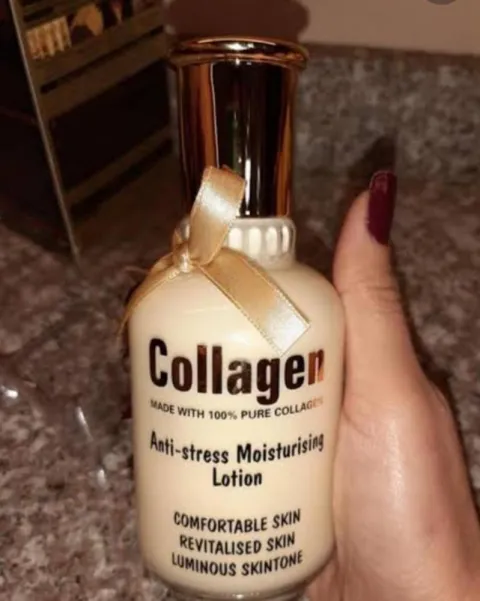 Collagen
MADE WITH 100% PURE COLLAGEN
Anti-stress Moisturising
Lotion
COMFORTABLE SKIN
REVITALISED SKIN
LUMINOUS SKINTONE